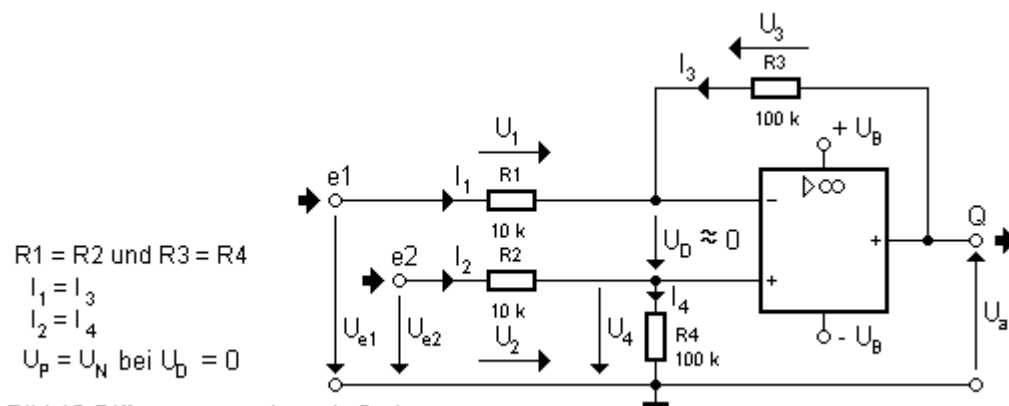 U3
I3
R3
100 k
+ UB
U1
e1
I1
R1
10 k
▷∞
−
+
Q
UD ≈ 0
+
R1 = R2 und R3 = R4
I1 = I3
I2 = I4
UP = UN bei UD = 0
e2
I2
R2
10 k
U2
Ue1
Ue2
U4
I4
R4
100 k
- UB
Ua